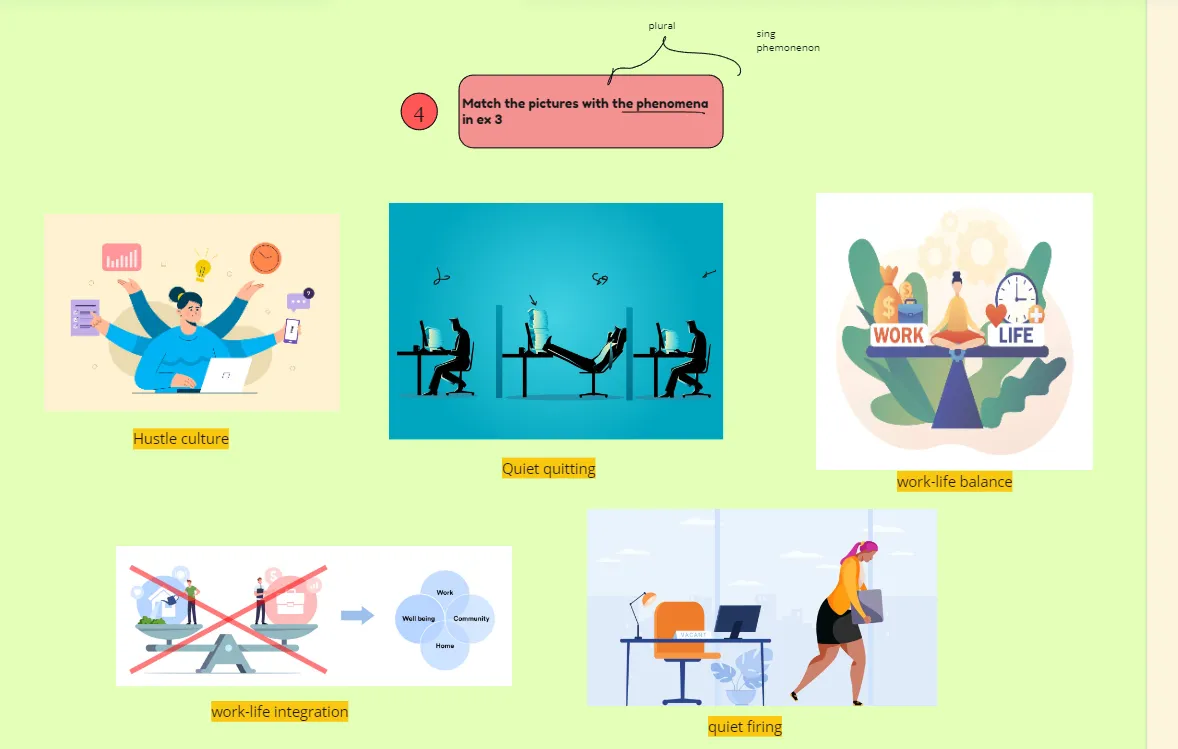 plural
sing
phemonenon
4
Match the pictures with the phenomena
in ex 3
WORK
LIFE
Hustle culture
Quiet quitting
work-life balance
Work
Well being
Community
Home
VACANT
work-life integration
quiet firing